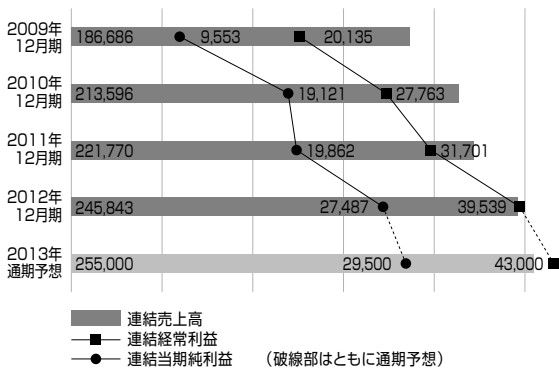 2009年
12月期
186,686 9,553 20,135
2010年
12月期
213,596 19,121 27,763
2011年
12月期
221,770 19,862 31,701
2012年
12月期
245,843 27,487 39,539
2013年
通期予想
255,000 29,500 43,000
連結売上高
連結経常利益
連結当期純利益 （破線部はともに通期予想）